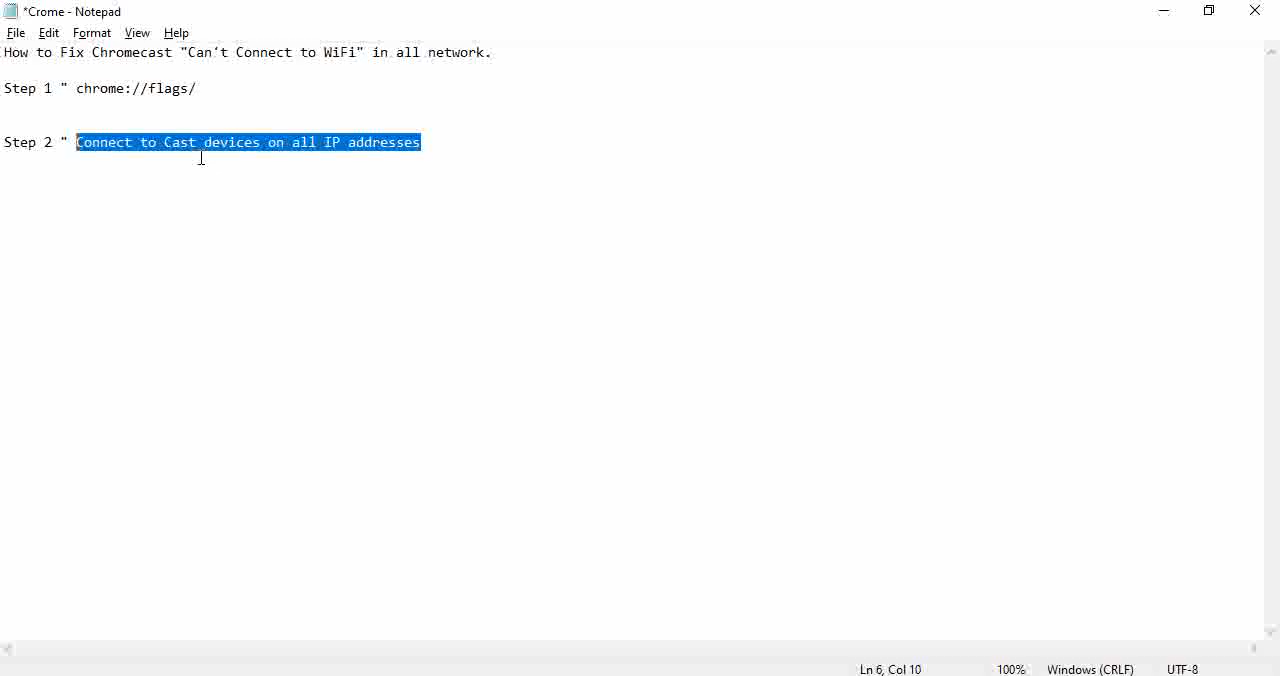 *Crome - Notepad
File Edit Format View Help
How to Fix Chromecast "Can‘t Connect to WiFi" in all network.
Step 1 " chrome://flags/
Step 2 " Connect to Cast devices on all IP addresses
Ln 6, Col 10 100% Windows (CRLF) UTF-8